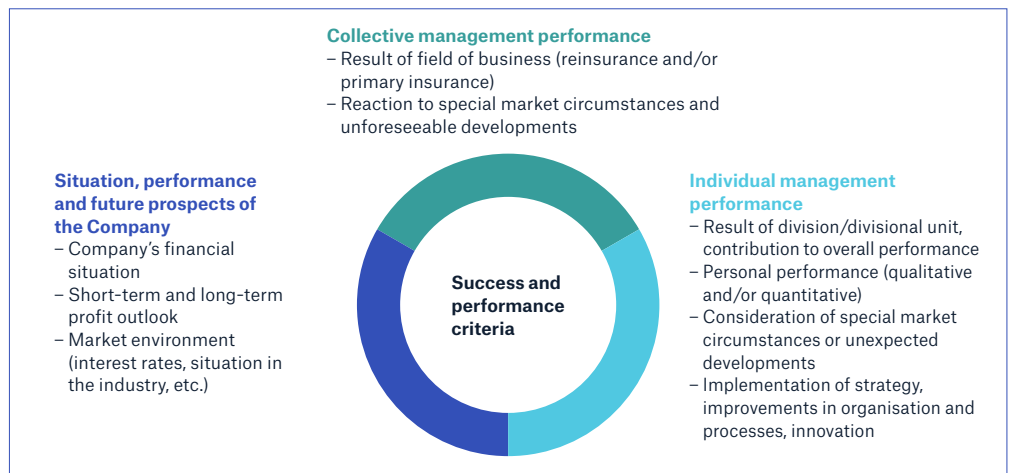 Collective management performance
– Result of field of business (reinsurance and/or
primary insurance)
– Reaction to special market circumstances and
unforeseeable developments
Situation, performance
and future prospects of
the Company
– Company’s financial
situation
– Short-term and long-term
profit outlook
– Market environment
(interest rates, situation in
the industry, etc.)
Success and
performance
criteria
Individual management
performance
– Result of division/divisional unit,
contribution to overall performance
– Personal performance (qualitative
and/or quantitative)
– Consideration of special market
circumstances or unexpected
developments
– Implementation of strategy,
improvements in organisation and
processes, innovation